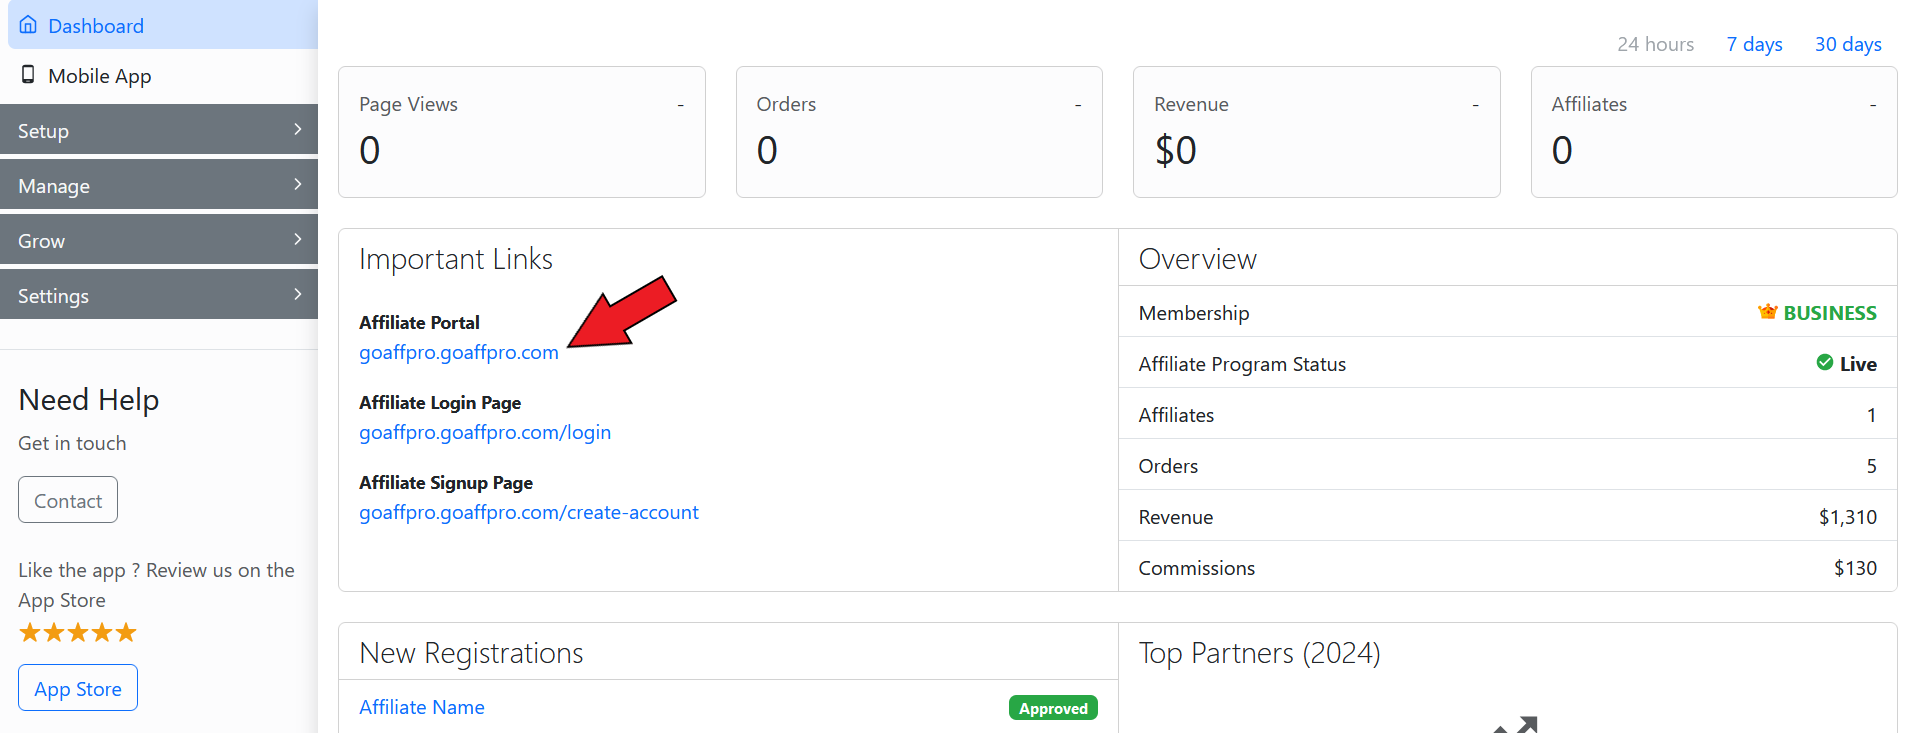 Dashboard
Mobile App
Setup
Manage
Grow
Settings
Need Help
Get in touch
Contact
Like the app ? Review us on the
App Store
App Store
24 hours 7 days 30 days
Page Views -
0
Orders -
0
Revenue -
$0
Affiliates -
0
Important Links
Affiliate Portal
goaffpro.goaffpro.com
Affiliate Login Page
goaffpro.goaffpro.com/login
Affiliate Signup Page
goaffpro.goaffpro.com/create-account
Overview
Membership BUSINESS
Affiliate Program Status Live
Affiliates 1
Orders 5
Revenue $1,310
Commissions $130
New Registrations
Affiliate Name Approved
Top Partners (2024)